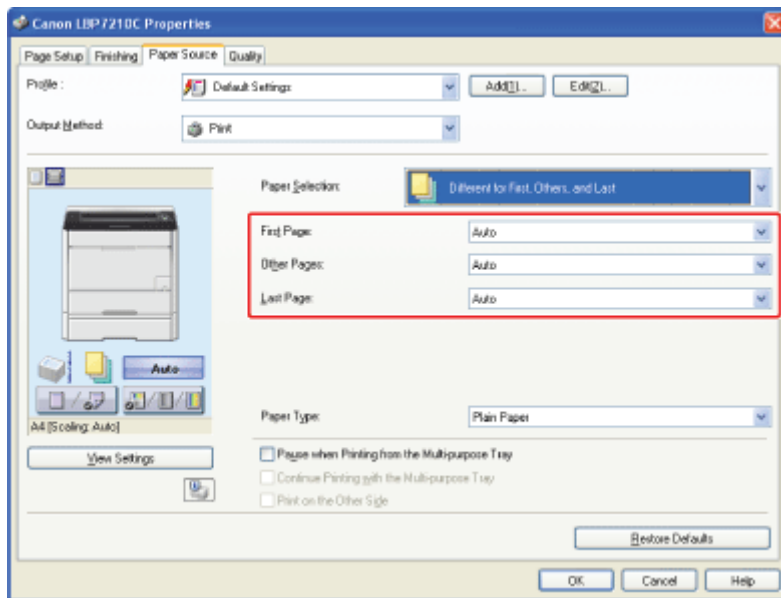 Canon LBP7210C Properties
Page Setup Finishing Paper Source Quality
Profile : Default Settings Add(1)... Edit(2)...
Output Method: Print
Paper Selection: Different for First, Others, and Last
First Page: Auto
Other Pages: Auto
Last Page: Auto
Auto
A4 [Scaling: Auto]
Paper Type: Plain Paper
View Settings
Pause when Printing from the Multi-purpose Tray
Continue Printing with the Multi-purpose Tray
Print on the Other Side
Restore Defaults
OK Cancel Help